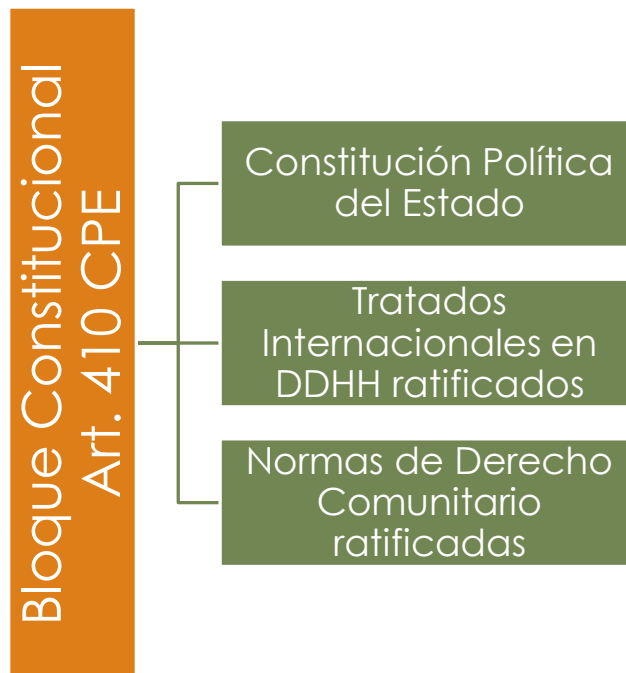 Bloque Constitucional
Art. 410 CPE
Constitución Política
del Estado
Tratados
Internacionales en
DDHH ratificados
Normas de Derecho
Comunitario
ratificadas